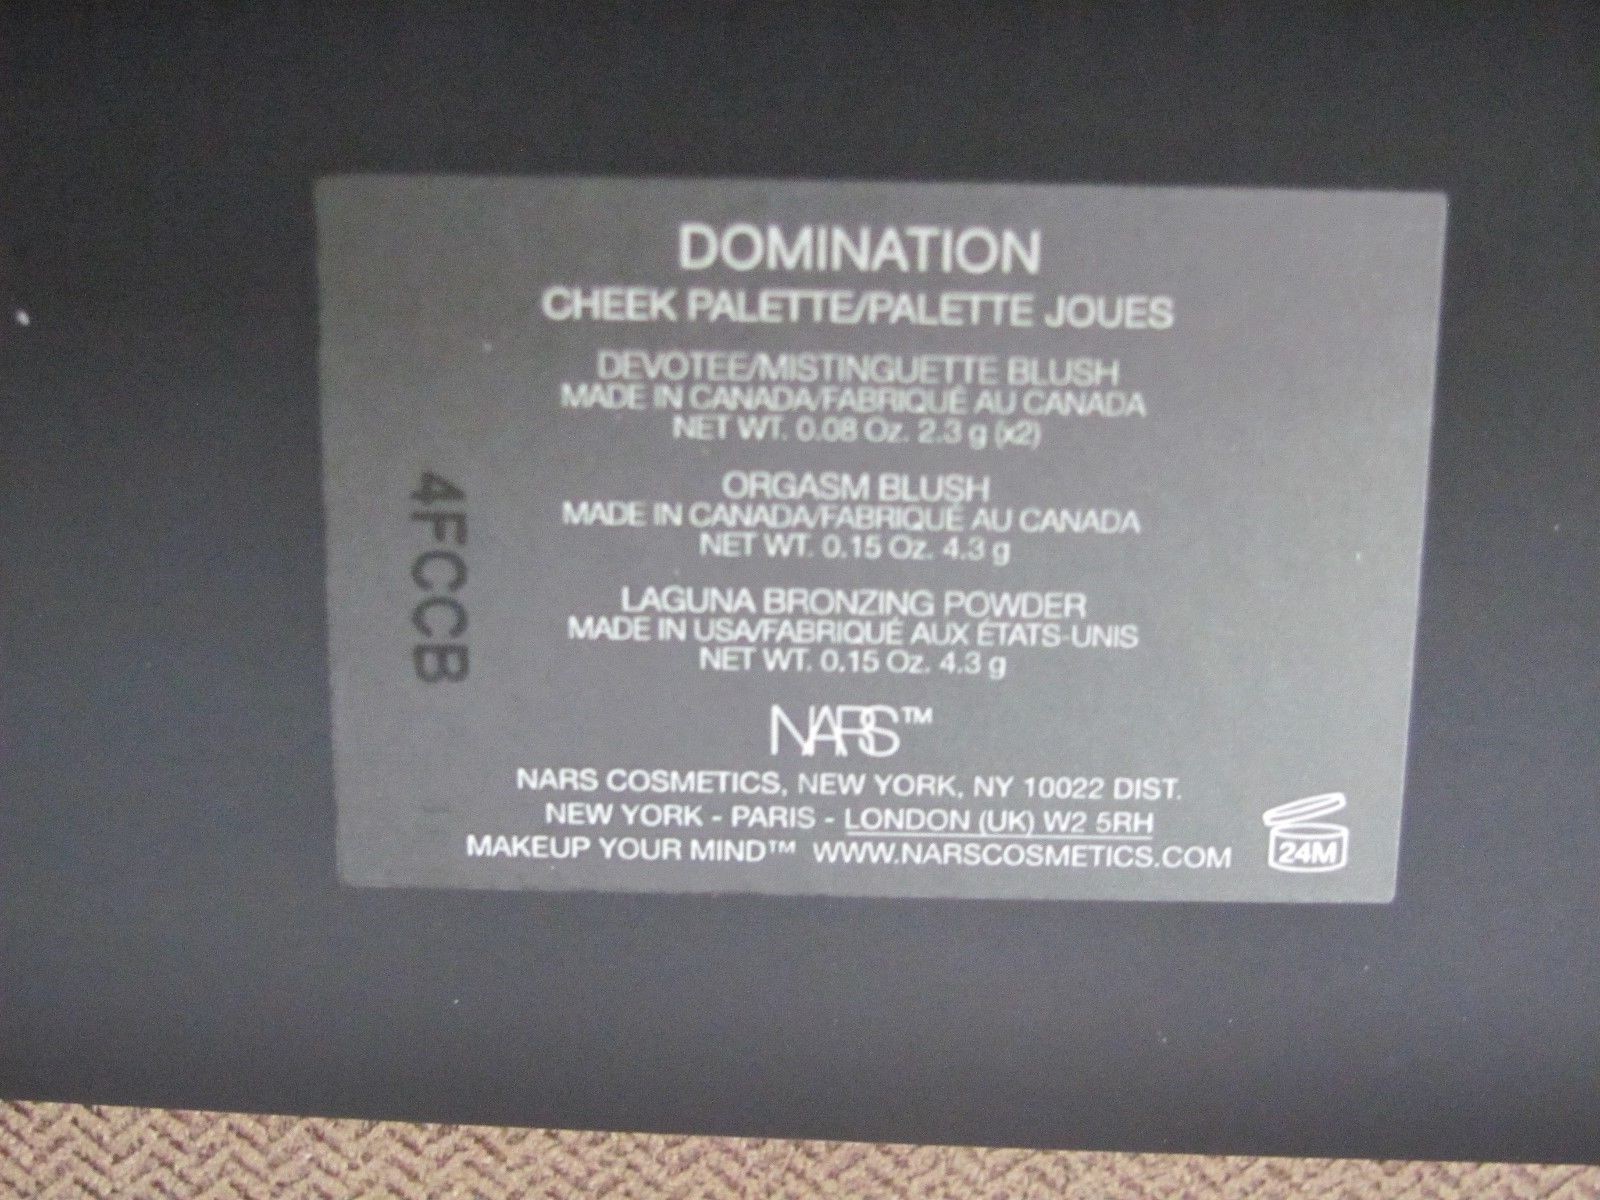 DOMINATION
CHEEK PALETTE/PALETTE JOUES
DEVOTEE/MISTINGUETTE BLUSH
MADE IN CANADA/FABRIQUÉ AU CANADA
NET WT. 0.08 Oz. 2.3 g (x2)
ORGASM BLUSH
MADE IN CANADA/FABRIQUÉ AU CANADA
NET WT. 0.15 Oz. 4.3 g
LAGUNA BRONZING POWDER
MADE IN USA/FABRIQUÉ AUX ÉTATS-UNIS
NET WT. 0.15 Oz. 4.3 g
NARS™
NARS COSMETICS, NEW YORK, NY 10022 DIST.
NEW YORK - PARIS - LONDON (UK) W2 5RH
MAKEUP YOUR MIND™ WWW.NARSCOSMETICS.COM
24M
4FCCB